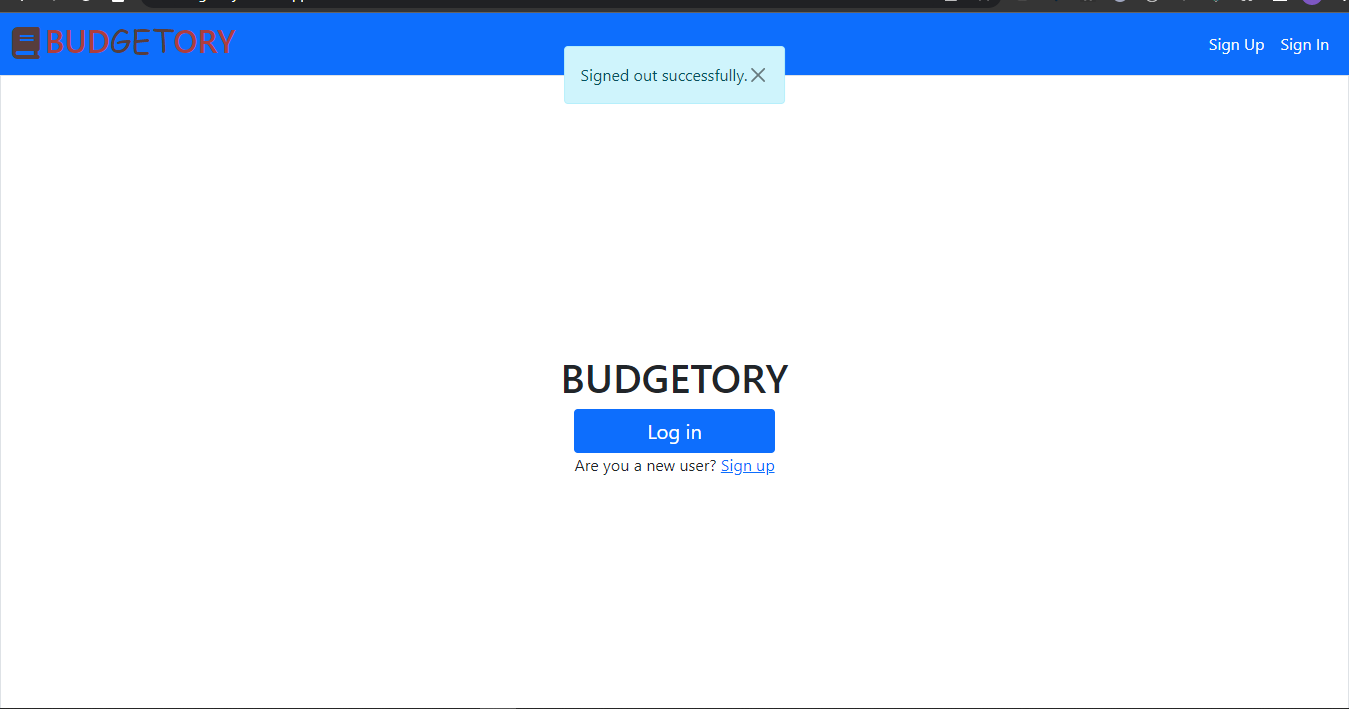 BUDGETORY
Sign Up Sign In
Signed out successfully.
BUDGETORY
Log in
Are you a new user? Sign up